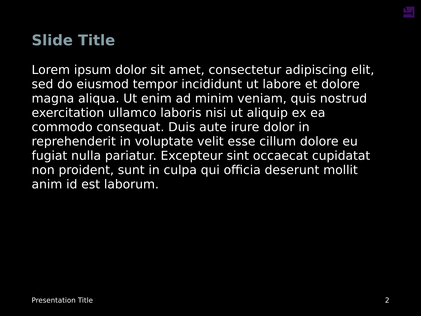 Slide Title
Lorem ipsum dolor sit amet, consectetur adipiscing elit,
sed do eiusmod tempor incididunt ut labore et dolore
magna aliqua. Ut enim ad minim veniam, quis nostrud
exercitation ullamco laboris nisi ut aliquip ex ea
commodo consequat. Duis aute irure dolor in
reprehenderit in voluptate velit esse cillum dolore eu
fugiat nulla pariatur. Excepteur sint occaecat cupidatat
non proident, sunt in culpa qui officia deserunt mollit
anim id est laborum.
Presentation Title
2